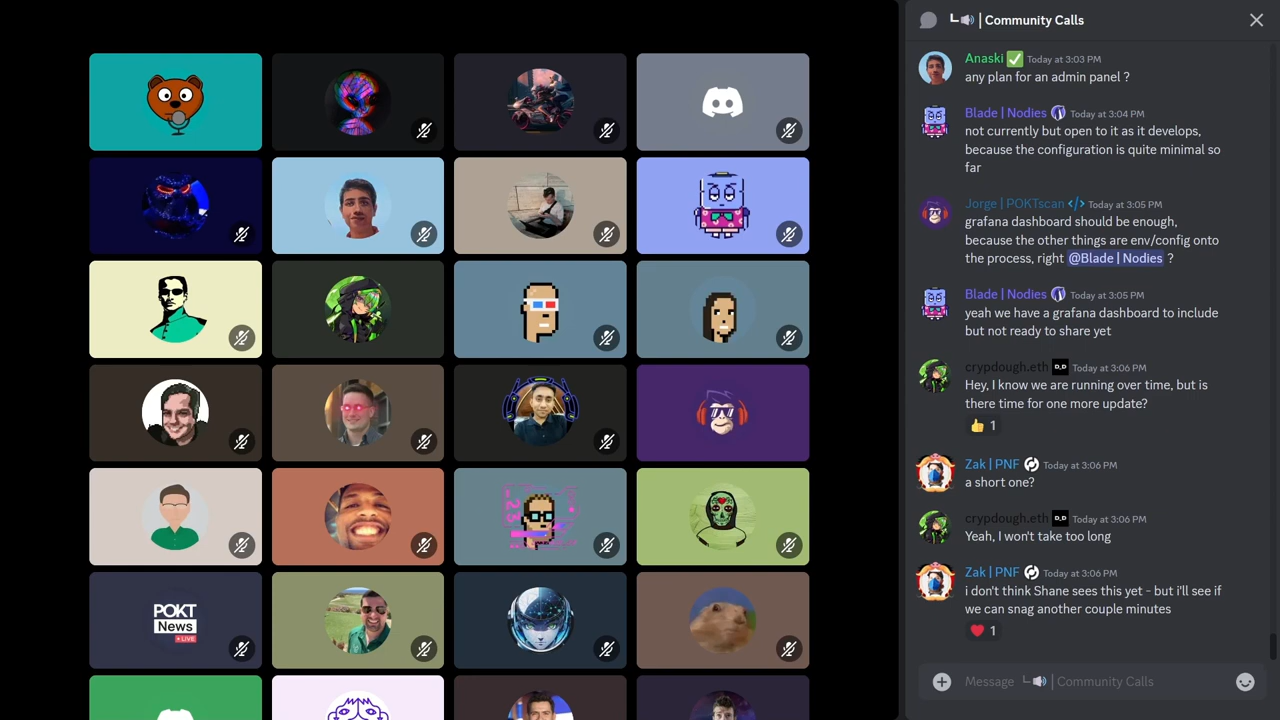 Community Calls
Anaski Today at 3:03 PM
any plan for an admin panel ?
Blade | Nodies Today at 3:04 PM
not currently but open to it as it develops,
because the configuration is quite minimal so
far
Jorge | POKTscan </> Today at 3:05 PM
grafana dashboard should be enough,
because the other things are env/config onto
the process, right @Blade | Nodies ?
Blade | Nodies Today at 3:05 PM
yeah we have a grafana dashboard to include
but not ready to share yet
crypdough.eth D,D Today at 3:06 PM
Hey, I know we are running over time, but is
there time for one more update?
1
Zak | PNF Today at 3:06 PM
a short one?
crypdough.eth D,D Today at 3:06 PM
Yeah, I won't take too long
Zak | PNF Today at 3:06 PM
i don't think Shane sees this yet - but i'll see if
we can snag another couple minutes
1
Message Community Calls
POKT
News
LIVE